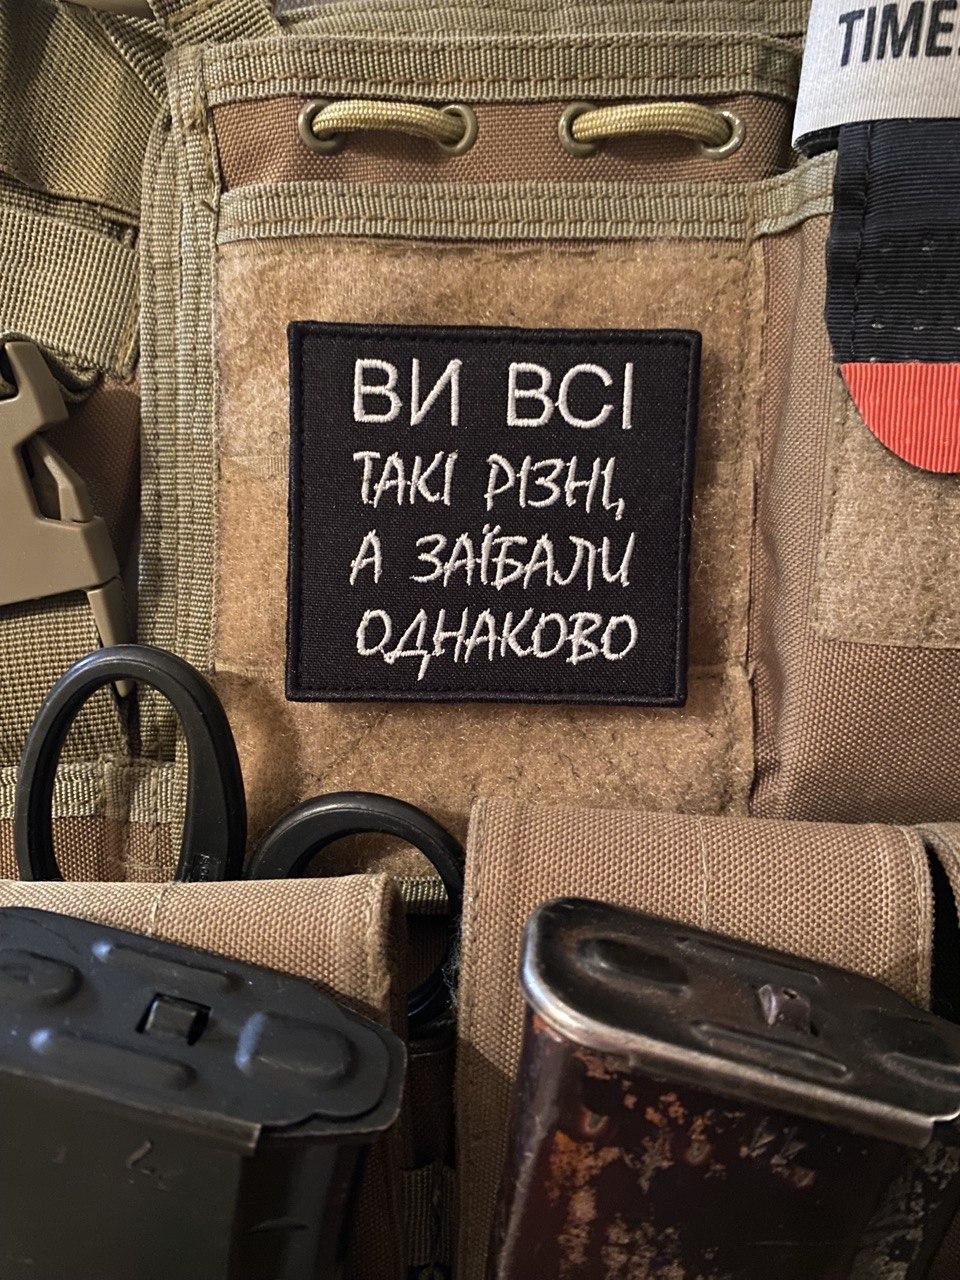 TIME:
ВИ ВСІ
ТАКІ РІЗНІ,
А ЗАЇБАЛИ
ОДНАКОВО